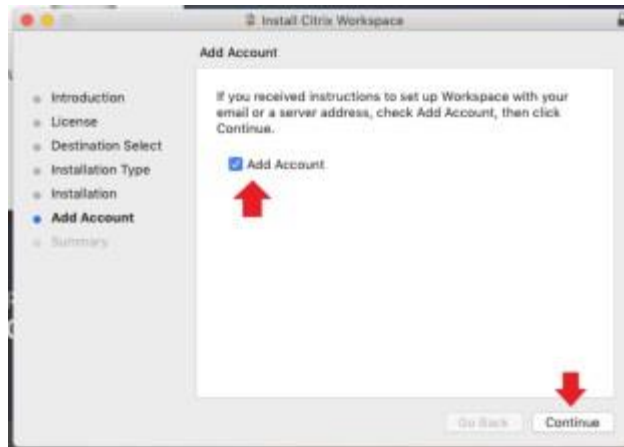 Install Citrix Workspace
Add Account
Introduction
License
Destination Select
Installation Type
Installation
Add Account
Summary
If you received instructions to set up Workspace with your
email or a server address, check Add Account, then click
Continue.
Add Account
Go Back
Continue